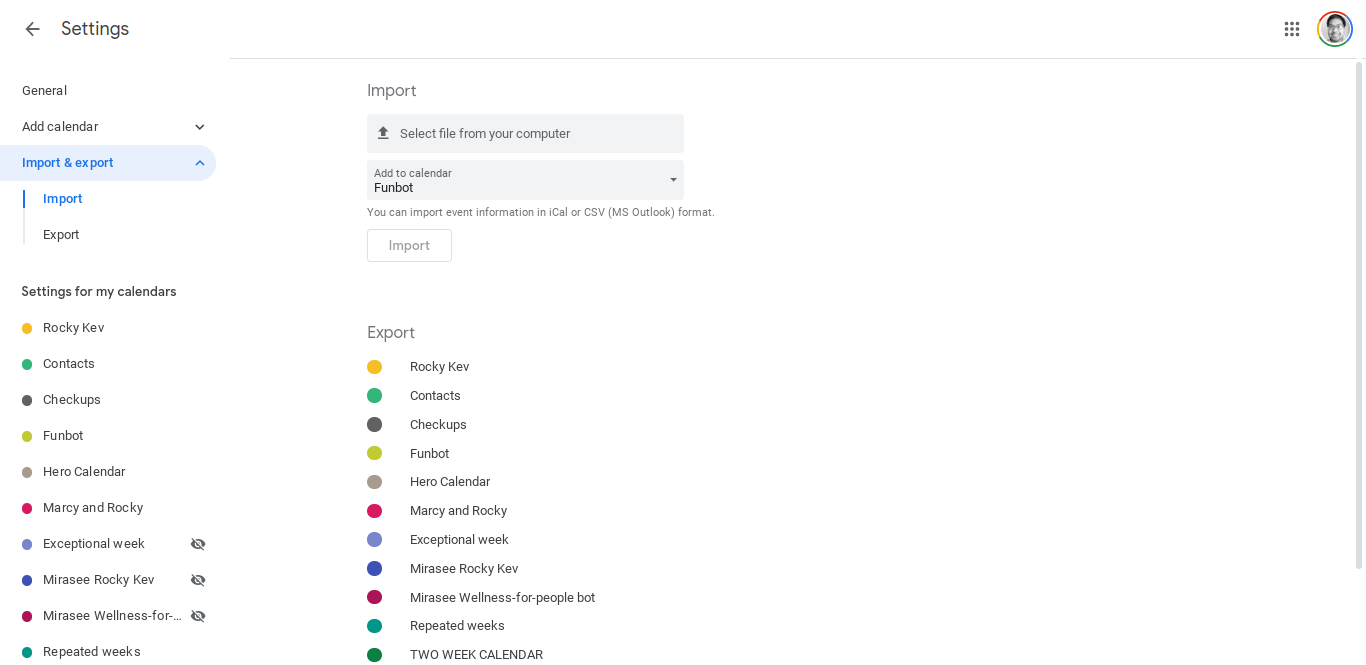 Settings
General
Add calendar
Import & export
Import
Export
Settings for my calendars
Rocky Kev
Contacts
Checkups
Funbot
Hero Calendar
Marcy and Rocky
Exceptional week
Mirasee Rocky Kev
Mirasee Wellness-for-...
Repeated weeks
Import
Select file from your computer
Add to calendar
Funbot
You can import event information in iCal or CSV (MS Outlook) format.
Import
Export
Rocky Kev
Contacts
Checkups
Funbot
Hero Calendar
Marcy and Rocky
Exceptional week
Mirasee Rocky Kev
Mirasee Wellness-for-people bot
Repeated weeks
TWO WEEK CALENDAR